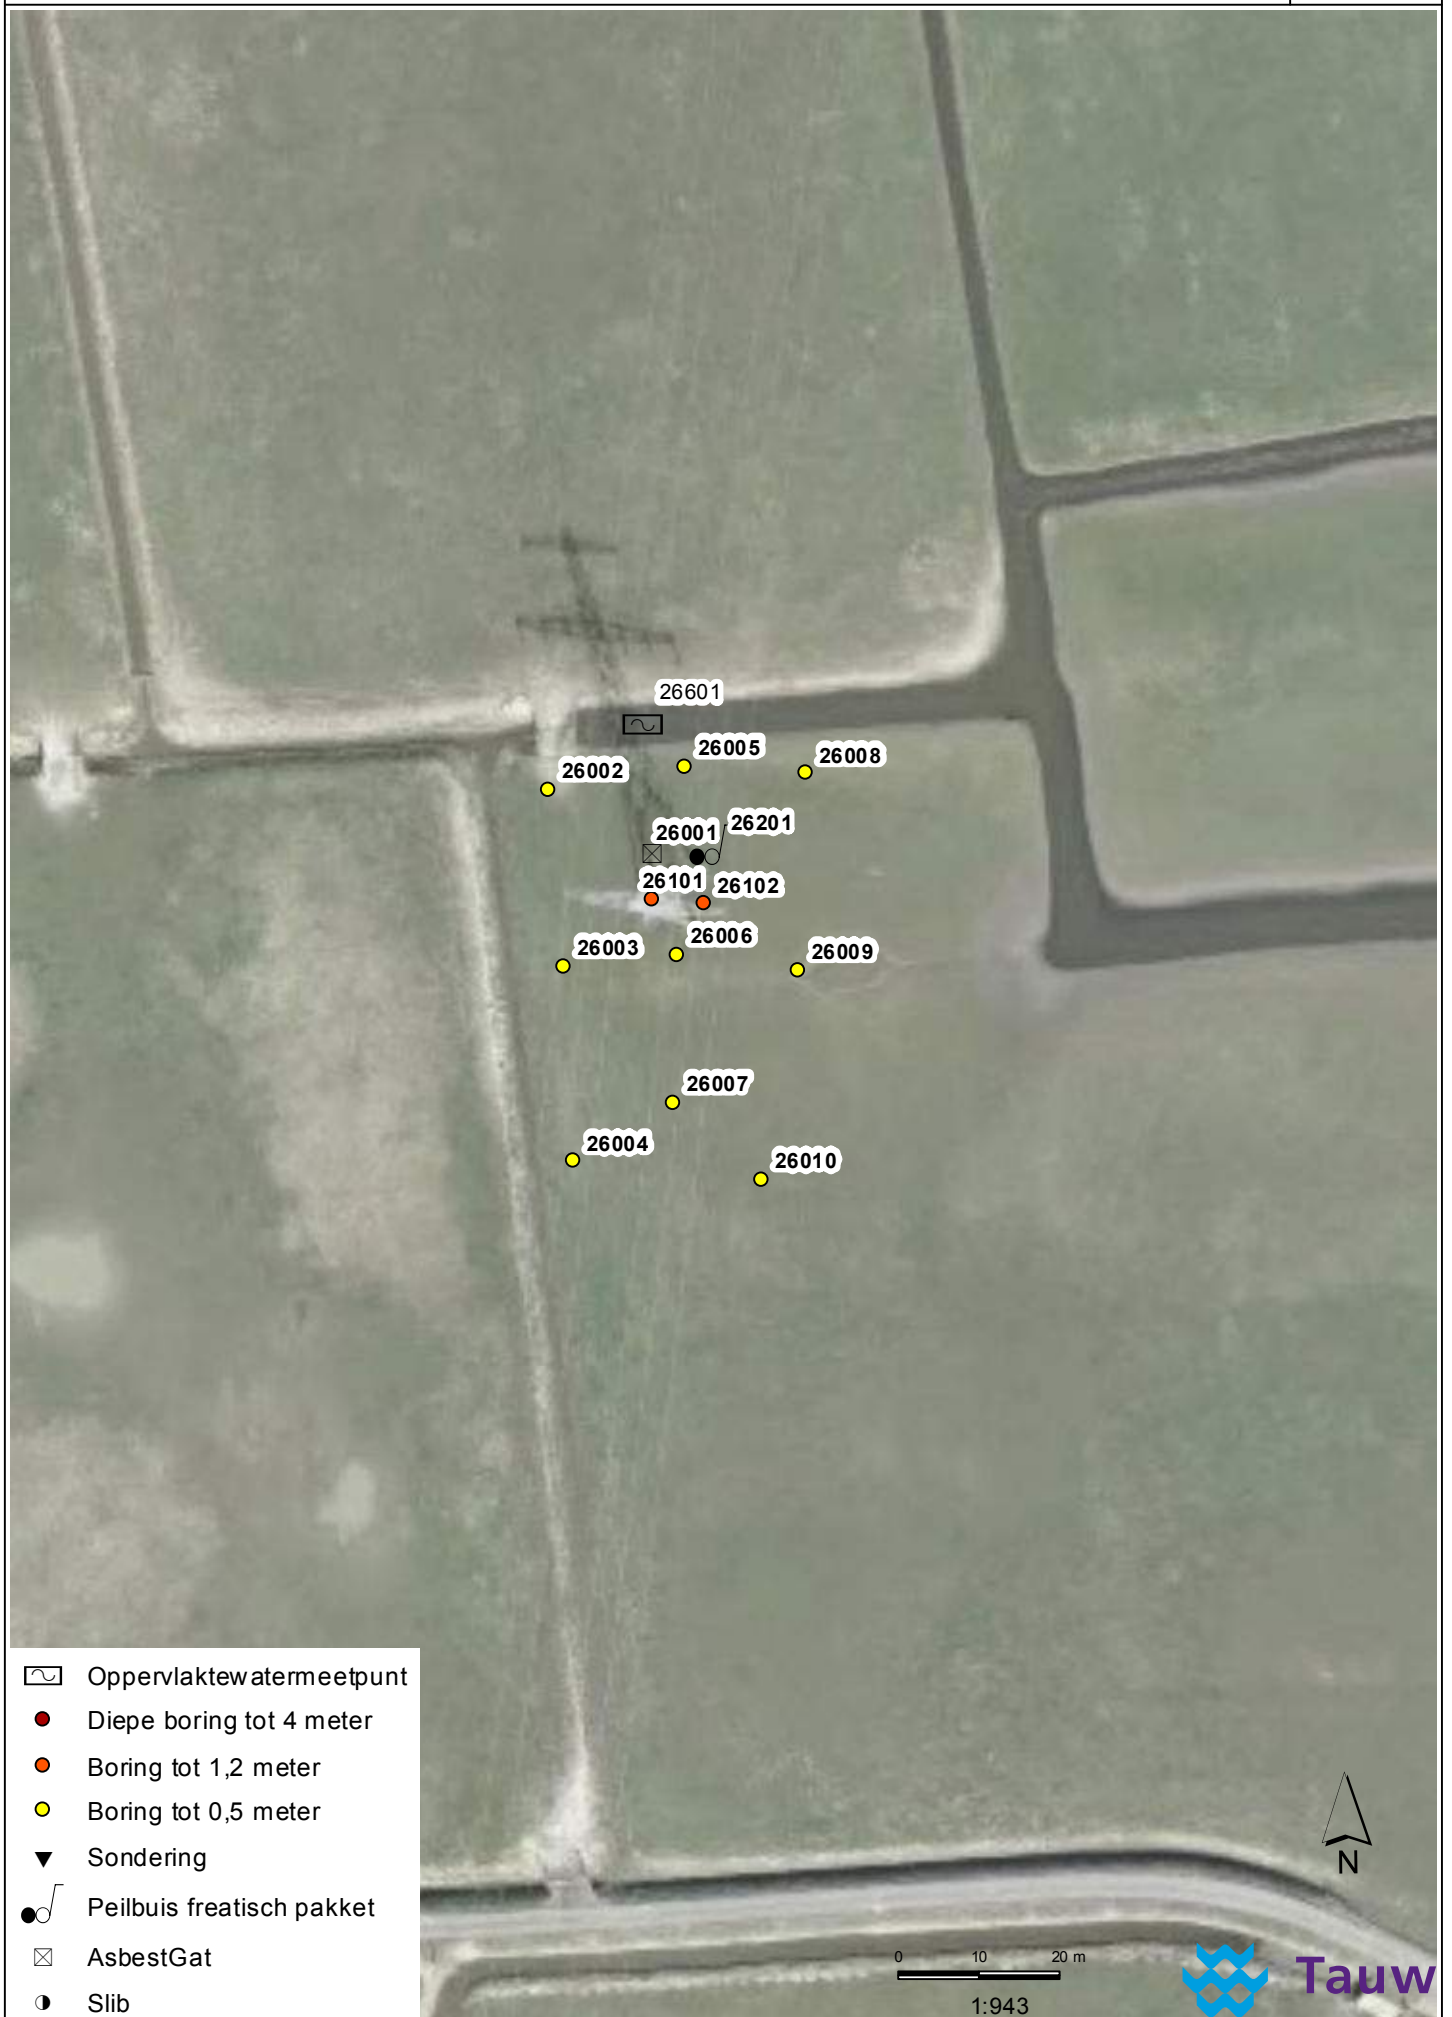 26601
26005
26008
26002
26201
26001
26101
26102
26006
26003
26009
26007
26004
26010
Oppervlaktewatermeetpunt
Diepe boring tot 4 meter
Boring tot 1,2 meter
Boring tot 0,5 meter
Sondering
Peilbuis freatisch pakket
AsbestGat
Slib
N
0 10 20 m
1:943
Tauw